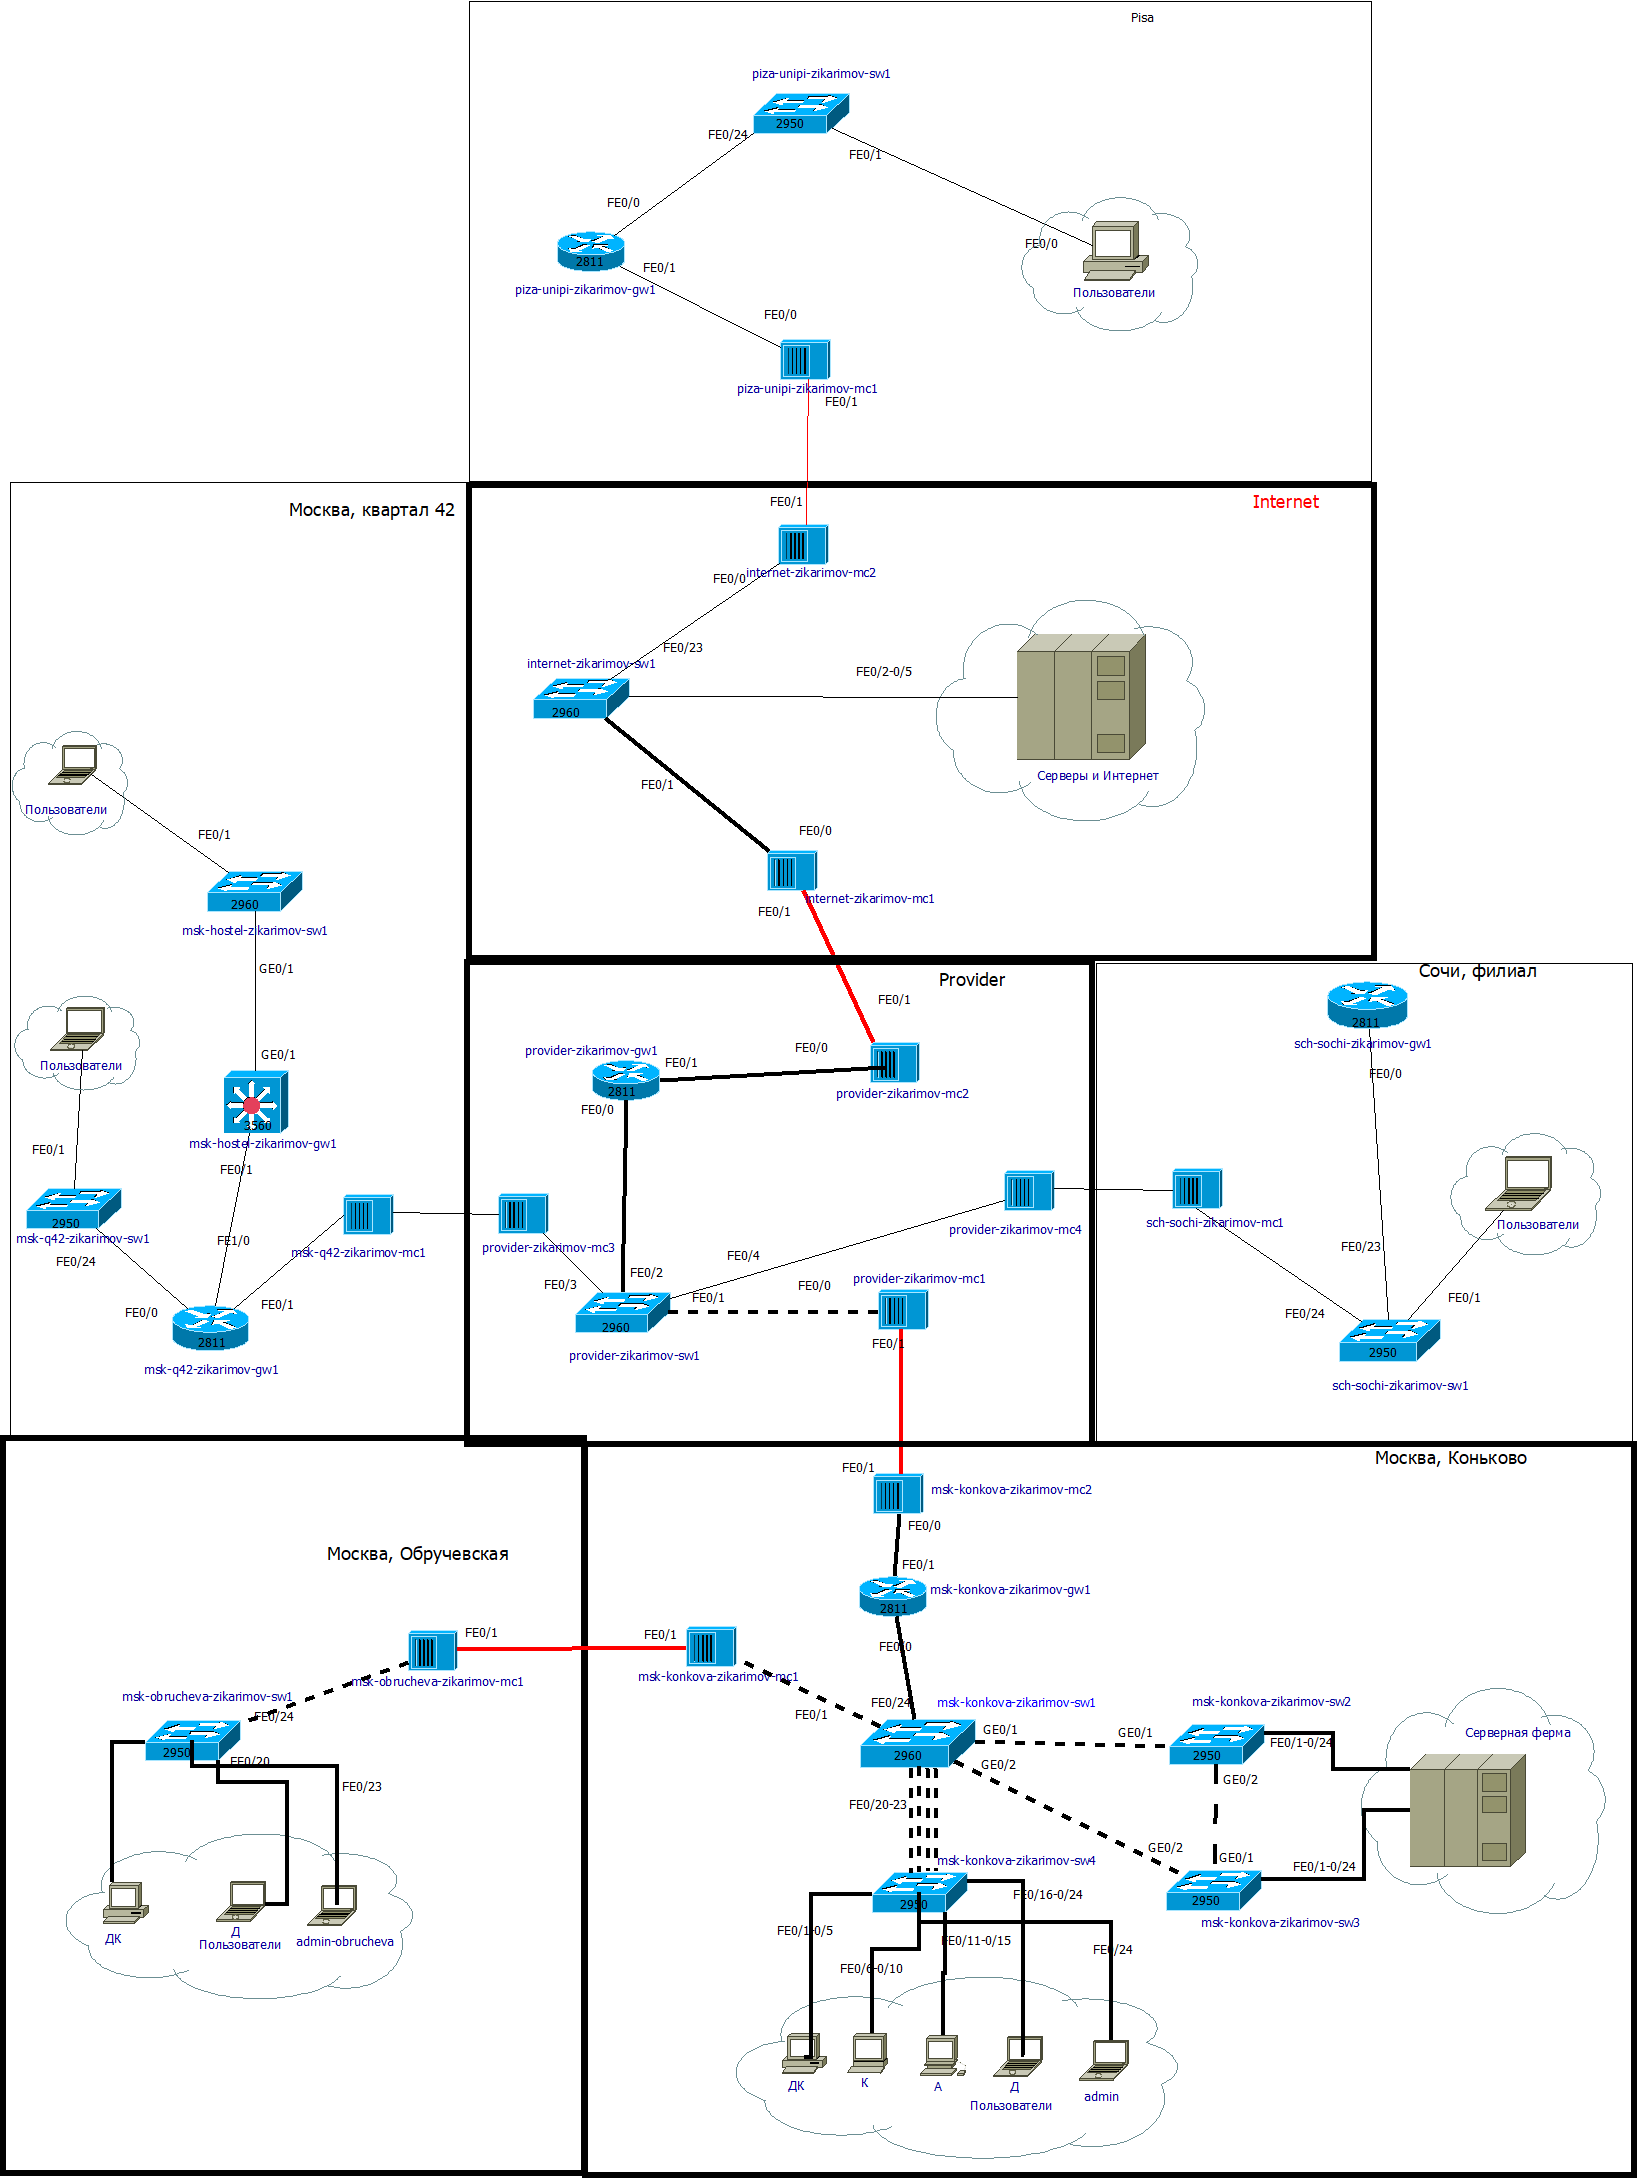 Pisa
piza-unipi-zikarimov-sw1
2950
FE0/24
FE0/1
FE0/0
2811
FE0/1
piza-unipi-zikarimov-gw1
FE0/0
Пользователи
FE0/0
piza-unipi-zikarimov-mc1
FE0/1
Москва, квартал 42
Пользователи
FE0/1
2960
msk-hostel-zikarimov-sw1
GE0/1
GE0/1
Пользователи
3560
msk-hostel-zikarimov-gw1
FE0/1
FE0/1
2950
msk-q42-zikarimov-sw1
FE0/24
FE1/0
msk-q42-zikarimov-mc1
FE0/0
FE0/1
2811
msk-q42-zikarimov-gw1
Internet
FE0/1
internet-zikarimov-mc2
FE0/0
FE0/23
internet-zikarimov-sw1
2960
FE0/2-0/5
Серверы и Интернет
FE0/1
FE0/0
internet-zikarimov-mc1
FE0/1
Provider
FE0/1
provider-zikarimov-gw1
FE0/1
FE0/0
2811
FE0/0
provider-zikarimov-mc2
provider-zikarimov-mc3
provider-zikarimov-mc4
FE0/3
FE0/2
FE0/4
FE0/1
FE0/0
provider-zikarimov-mc1
2960
provider-zikarimov-sw1
FE0/1
Сочи, филиал
2811
sch-sochi-zikarimov-gw1
FE0/0
sch-sochi-zikarimov-mc1
Пользователи
FE0/23
FE0/24
FE0/1
2950
sch-sochi-zikarimov-sw1
Москва, Обручевская
FE0/1
msk-obrucheva-zikarimov-mc1
msk-obrucheva-zikarimov-sw1
FE0/24
2950
FE0/20
FE0/23
ДК
Д
Пользователи
admin-obrucheva
Москва, Коньково
FE0/1
msk-konkova-zikarimov-mc2
FE0/0
FE0/1
msk-konkova-zikarimov-gw1
2811
FE0/0
FE0/1
msk-konkova-zikarimov-mc1
FE0/1
FE0/24
msk-konkova-zikarimov-sw1
2960
GE0/1
GE0/2
GE0/1
msk-konkova-zikarimov-sw2
2950
FE0/1-0/24
Серверная ферма
GE0/2
FE0/20-23
GE0/2
GE0/1
FE0/1-0/24
2950
msk-konkova-zikarimov-sw3
msk-konkova-zikarimov-sw4
2950
FE0/16-0/24
FE0/1-0/5
FE0/6-0/10
FE0/11-0/15
FE0/24
ДК
К
А
Д
Пользователи
admin